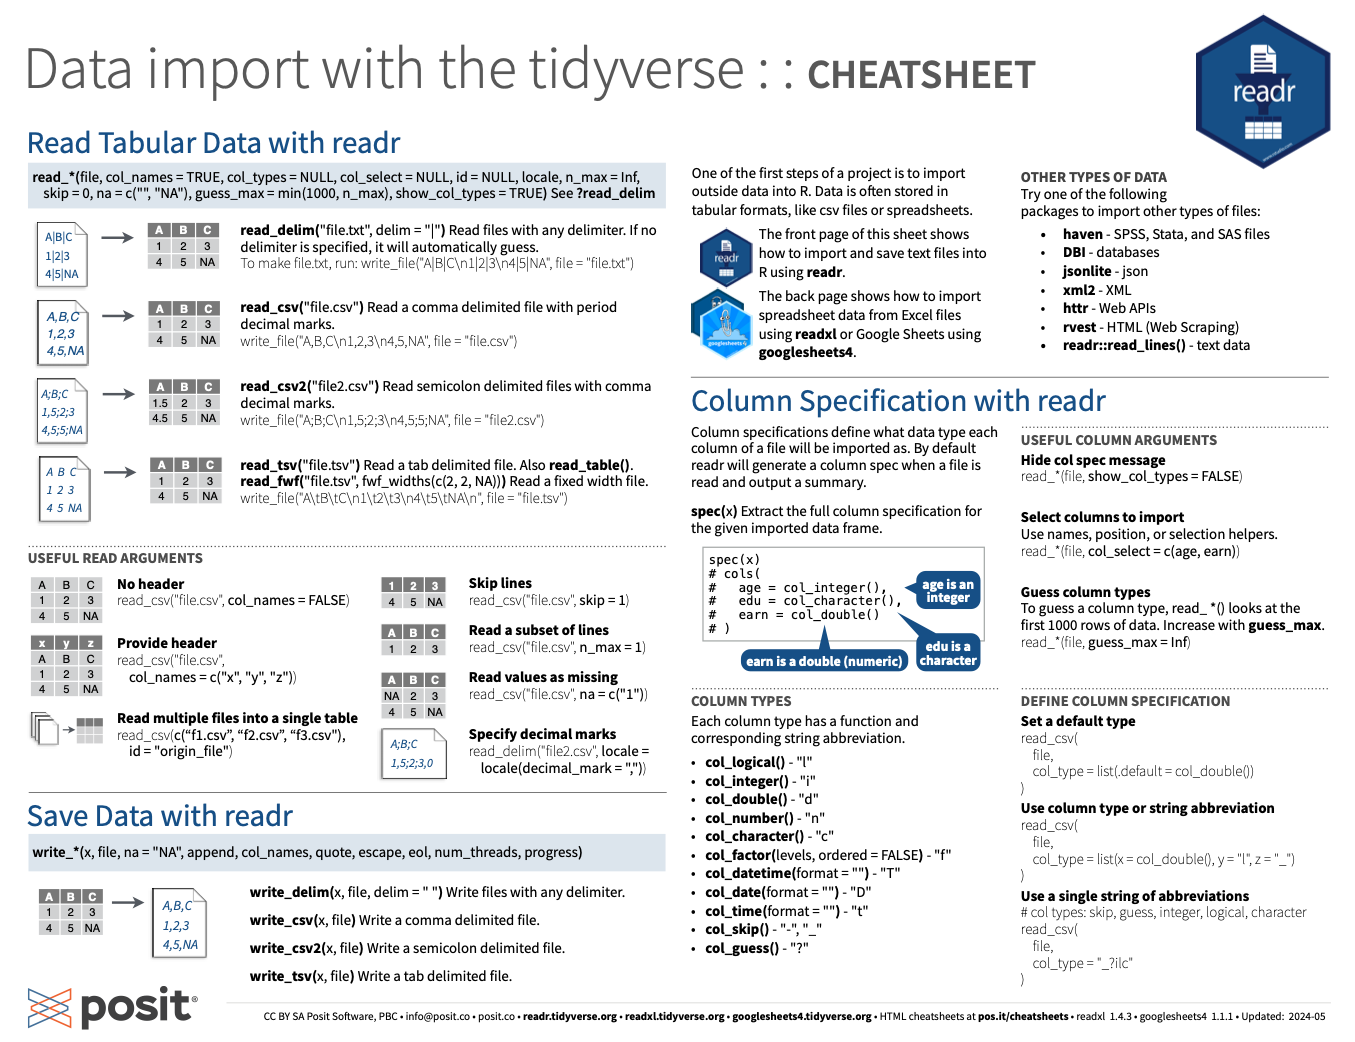 Data import with the tidyverse : : CHEATSHEET
readr
www.rstudio.com
Read Tabular Data with readr
read_*(file, col_names = TRUE, col_types = NULL, col_select = NULL, id = NULL, locale, n_max = Inf,
skip = 0, na = c("", "NA"), guess_max = min(1000, n_max), show_col_types = TRUE) See ?read_delim
A|B|C
1|2|3
4|5|NA
A B C
1 2 3
4 5 NA
read_delim("file.txt", delim = "|") Read files with any delimiter. If no
delimiter is specified, it will automatically guess.
To make file.txt, run: write_file("A|B|C\n1|2|3\n4|5|NA", file = "file.txt")
A,B,C
1,2,3
4,5,NA
A B C
1 2 3
4 5 NA
read_csv("file.csv") Read a comma delimited file with period
decimal marks.
write_file("A,B,C\n1,2,3\n4,5,NA", file = "file.csv")
A;B;C
1,5;2;3
4,5;5;NA
A B C
1.5 2 3
4.5 5 NA
read_csv2("file2.csv") Read semicolon delimited files with comma
decimal marks.
write_file("A;B;C\n1,5;2;3\n4,5;5;NA", file = "file2.csv")
A B C
1 2 3
4 5 NA
A B C
1 2 3
4 5 NA
read_tsv("file.tsv") Read a tab delimited file. Also read_table().
read_fwf("file.tsv", fwf_widths(c(2, 2, NA))) Read a fixed width file.
write_file("A\tB\tC\n1\t2\t3\n4\t5\tNA\n", file = "file.tsv")
USEFUL READ ARGUMENTS
A B C
1 2 3
4 5 NA
No header
read_csv("file.csv", col_names = FALSE)
x y z
A B C
1 2 3
4 5 NA
Provide header
read_csv("file.csv",
col_names = c("x", "y", "z"))
Read multiple files into a single table
read_csv(c(“f1.csv”, “f2.csv”, “f3.csv"),
id = "origin_file")
1 2 3
4 5 NA
Skip lines
read_csv("file.csv", skip = 1)
A B C
1 2 3
Read a subset of lines
read_csv("file.csv", n_max = 1)
A B C
NA 2 3
4 5 NA
Read values as missing
read_csv("file.csv", na = c("1"))
A;B;C
1,5;2;3,0
Specify decimal marks
read_delim("file2.csv", locale =
locale(decimal_mark = ","))
Save Data with readr
write_*(x, file, na = "NA", append, col_names, quote, escape, eol, num_threads, progress)
A B C
1 2 3
4 5 NA
A,B,C
1,2,3
4,5,NA
write_delim(x, file, delim = " ") Write files with any delimiter.
write_csv(x, file) Write a comma delimited file.
write_csv2(x, file) Write a semicolon delimited file.
write_tsv(x, file) Write a tab delimited file.
One of the first steps of a project is to import
outside data into R. Data is often stored in
tabular formats, like csv files or spreadsheets.
readr
The front page of this sheet shows
how to import and save text files into
R using readr.
googlesheets4
The back page shows how to import
spreadsheet data from Excel files
using readxl or Google Sheets using
googlesheets4.
OTHER TYPES OF DATA
Try one of the following
packages to import other types of files:
• haven - SPSS, Stata, and SAS files
• DBI - databases
• jsonlite - json
• xml2 - XML
• httr - Web APIs
• rvest - HTML (Web Scraping)
• readr::read_lines() - text data
Column Specification with readr
Column specifications define what data type each
column of a file will be imported as. By default
readr will generate a column spec when a file is
read and output a summary.
spec(x) Extract the full column specification for
the given imported data frame.
spec(x)
# cols(
# age = col_integer(),
# edu = col_character(),
# earn = col_double()
# )
age is an
integer
edu is a
character
earn is a double (numeric)
COLUMN TYPES
Each column type has a function and
corresponding string abbreviation.
• col_logical() - "l"
• col_integer() - "i"
• col_double() - "d"
• col_number() - "n"
• col_character() - "c"
• col_factor(levels, ordered = FALSE) - "f"
• col_datetime(format = "") - "T"
• col_date(format = "") - "D"
• col_time(format = "") - "t"
• col_skip() - "-", "_"
• col_guess() - "?"
USEFUL COLUMN ARGUMENTS
Hide col spec message
read_*(file, show_col_types = FALSE)
Select columns to import
Use names, position, or selection helpers.
read_*(file, col_select = c(age, earn))
Guess column types
To guess a column type, read_ *() looks at the
first 1000 rows of data. Increase with guess_max.
read_*(file, guess_max = Inf)
DEFINE COLUMN SPECIFICATION
Set a default type
read_csv(
file,
col_type = list(.default = col_double())
)
Use column type or string abbreviation
read_csv(
file,
col_type = list(x = col_double(), y = "l", z = "_")
)
Use a single string of abbreviations
# col types: skip, guess, integer, logical, character
read_csv(
file,
col_type = "_?ilc"
)
posit®
CC BY SA Posit Software, PBC • info@posit.co • posit.co • readr.tidyverse.org • readxl.tidyverse.org • googlesheets4.tidyverse.org • HTML cheatsheets at pos.it/cheatsheets • readxl 1.4.3 • googlesheets4 1.1.1 • Updated: 2024-05